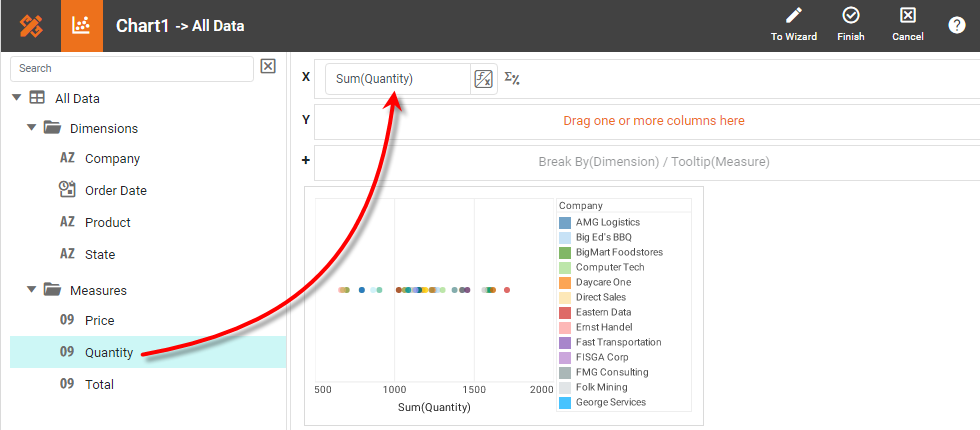 Chart1 -> All Data
To Wizard
Finish
Cancel
?
Search
All Data
Dimensions
AZ Company
Order Date
AZ Product
AZ State
Measures
09 Price
09 Quantity
09 Total
X Sum(Quantity) f/x Σ%
Y Drag one or more columns here
+ Break By(Dimension) / Tooltip(Measure)
Company
AMG Logistics
Big Ed's BBQ
BigMart Foodstores
Computer Tech
Daycare One
Direct Sales
Eastern Data
Ernst Handel
Fast Transportation
FISGA Corp
FMG Consulting
Folk Mining
George Services
500 1000 1500 2000
Sum(Quantity)